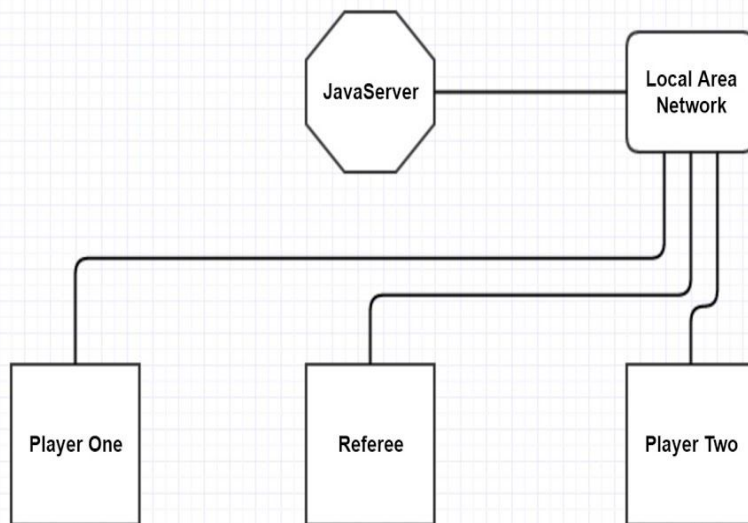 JavaServer
Local Area
Network
Player One
Referee
Player Two